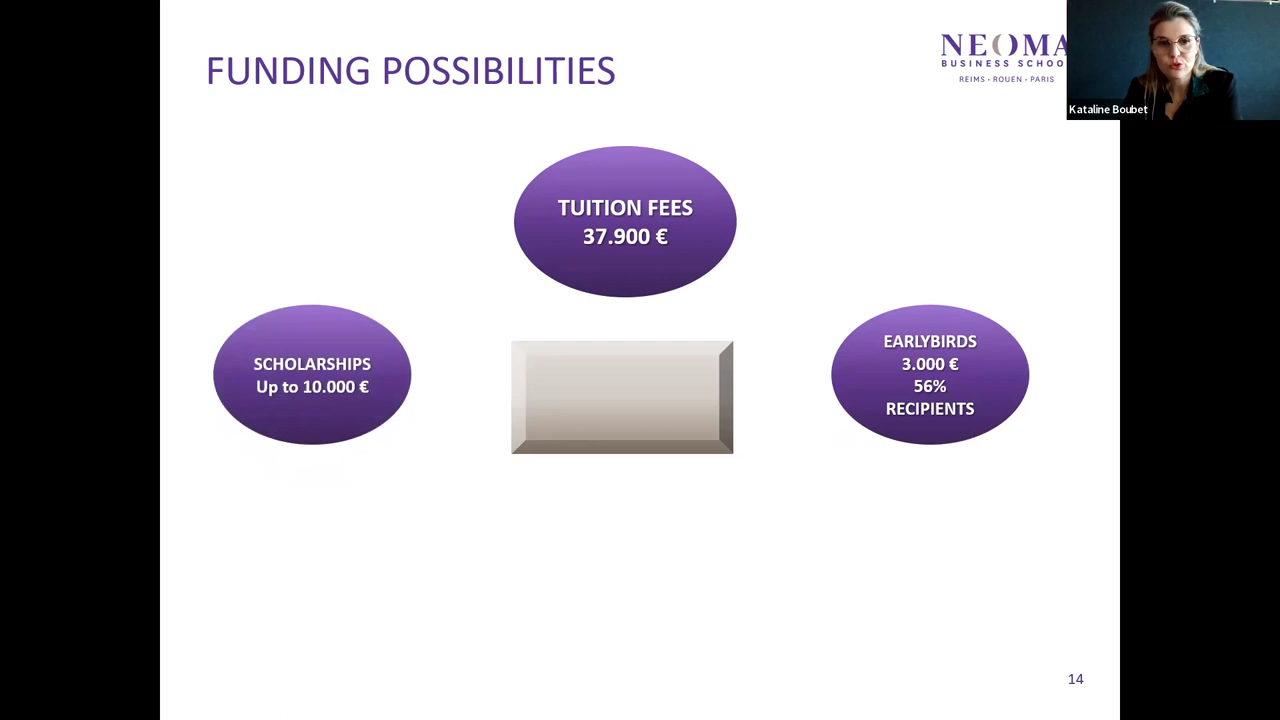 FUNDING POSSIBILITIES
NEOMA
BUSINESS SCHOO
REIMS • ROUEN • PARIS
Kataline Boubet
TUITION FEES
37.900 €
SCHOLARSHIPS
Up to 10.000 €
EARLYBIRDS
3.000 €
56%
RECIPIENTS
14